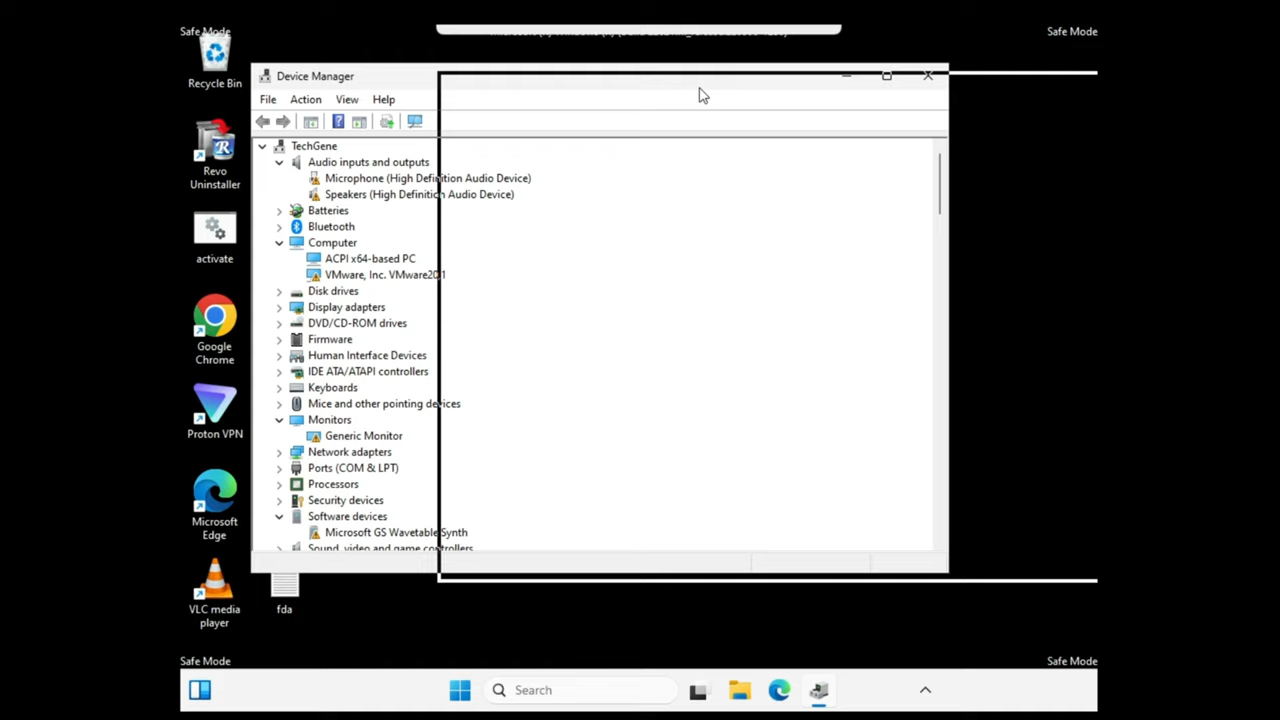 Safe Mode
Safe Mode
Recycle Bin
Revo
Uninstaller
activate
Google
Chrome
Proton VPN
Microsoft
Edge
VLC media
player
fda
Device Manager
File Action View Help
TechGene
Audio inputs and outputs
Microphone (High Definition Audio Device)
Speakers (High Definition Audio Device)
Batteries
Bluetooth
Computer
ACPI x64-based PC
VMware, Inc. VMware20,1
Disk drives
Display adapters
DVD/CD-ROM drives
Firmware
Human Interface Devices
IDE ATA/ATAPI controllers
Keyboards
Mice and other pointing devices
Monitors
Generic Monitor
Network adapters
Ports (COM & LPT)
Processors
Security devices
Software devices
Microsoft GS Wavetable Synth
Sound, video and game controllers
Safe Mode
Safe Mode
Search